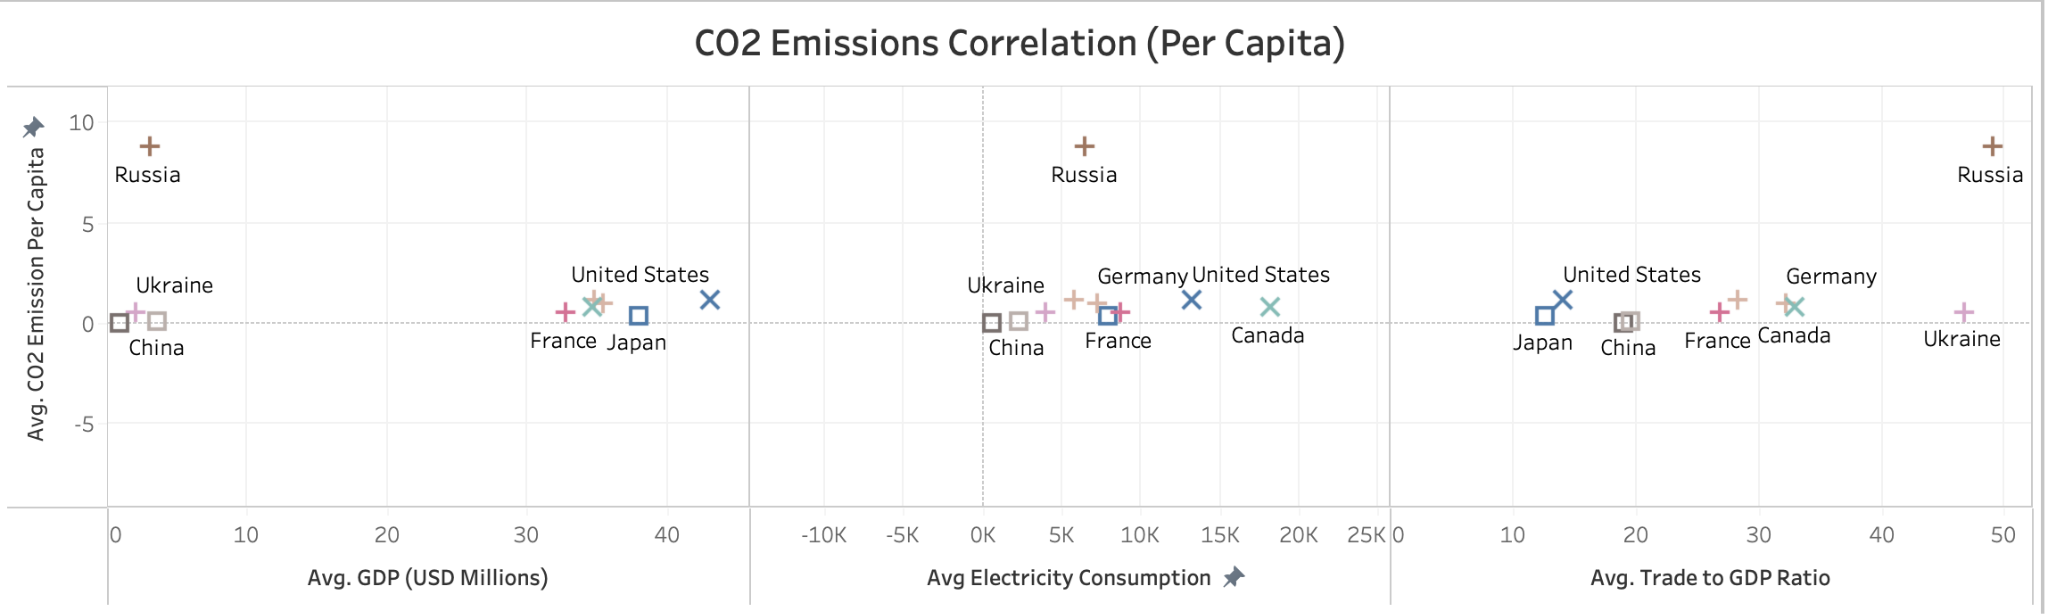 CO2 Emissions Correlation (Per Capita)
Avg. CO2 Emission Per Capita
10
5
0
-5
Russia
Ukraine
China
United States
France
Japan
0
10
20
30
40
Avg. GDP (USD Millions)
Russia
Ukraine
China
Germany
United States
France
Canada
-10K
-5K
0K
5K
10K
15K
20K
25K
Avg Electricity Consumption
Russia
United States
Germany
Japan
China
France
Canada
Ukraine
0
10
20
30
40
50
Avg. Trade to GDP Ratio